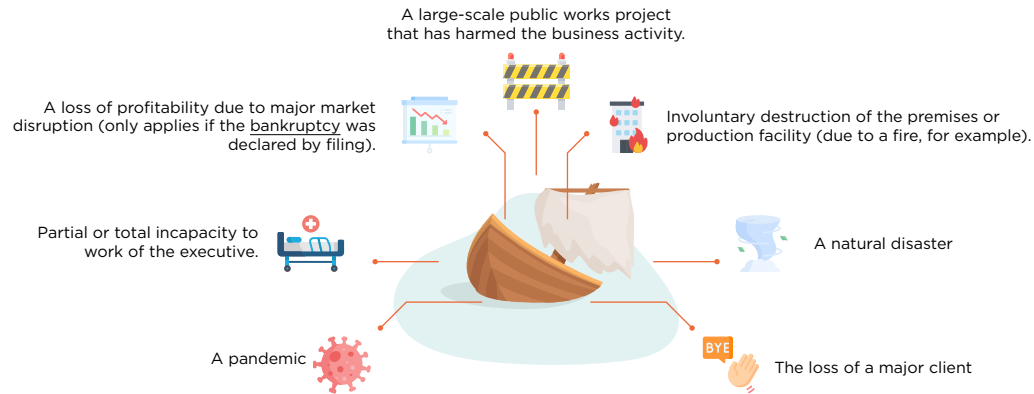 A large-scale public works project
that has harmed the business activity.
A loss of profitability due to major market
disruption (only applies if the bankruptcy was
declared by filing).
Involuntary destruction of the premises or
production facility (due to a fire, for example).
Partial or total incapacity to
work of the executive.
A natural disaster
A pandemic
BYE
The loss of a major client